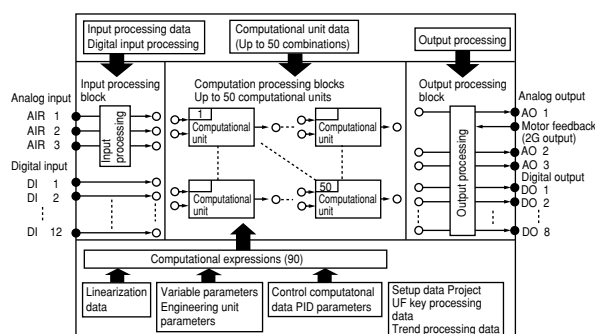 Input processing data
Digital input processing
Computational unit data
(Up to 50 combinations)
Output processing
Input processing
block
Computation processing blocks
Up to 50 computational units
Output processing
block
Analog input
AIR 1
AIR 2
AIR 3
Input
processing
Digital input
DI 1
DI 2
DI 12
1
Computational
unit
Computational
unit
Computational
unit
50
Computational
unit
Output processing
Analog output
AO 1
Motor feedback
(2G output)
AO 2
AO 3
Digital output
DO 1
DO 2
DO 8
Computational expressions (90)
Linearization
data
Variable parameters
Engineering unit
parameters
Control computatonal
data PID parameters
Setup data Project
UF key processing
data
Trend processing data